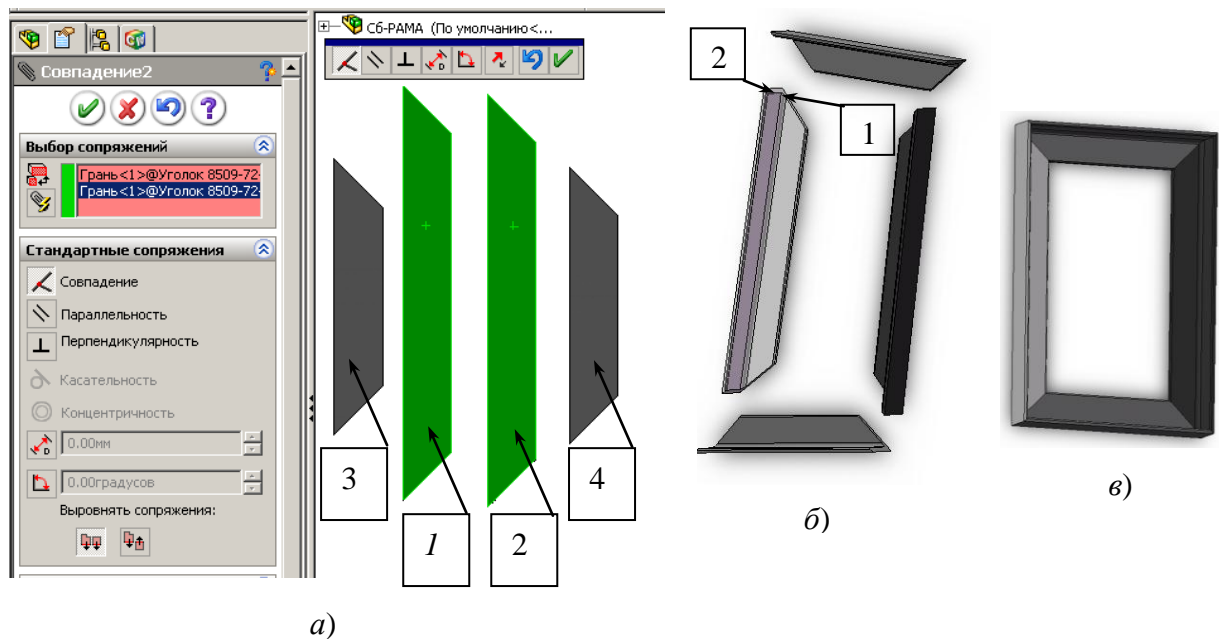 Сб-РАМА (По умолчанию<...
Совпадение2
Выбор сопряжений
Грань<1>@Уголок 8509-72-
Грань<1>@Уголок 8509-72-
Стандартные сопряжения
Совпадение
Параллельность
Перпендикулярность
Касательность
Концентричность
0.00мм
0.00градусов
Выровнять сопряжения:
3
1
2
4
а)
2
1
б)
в)